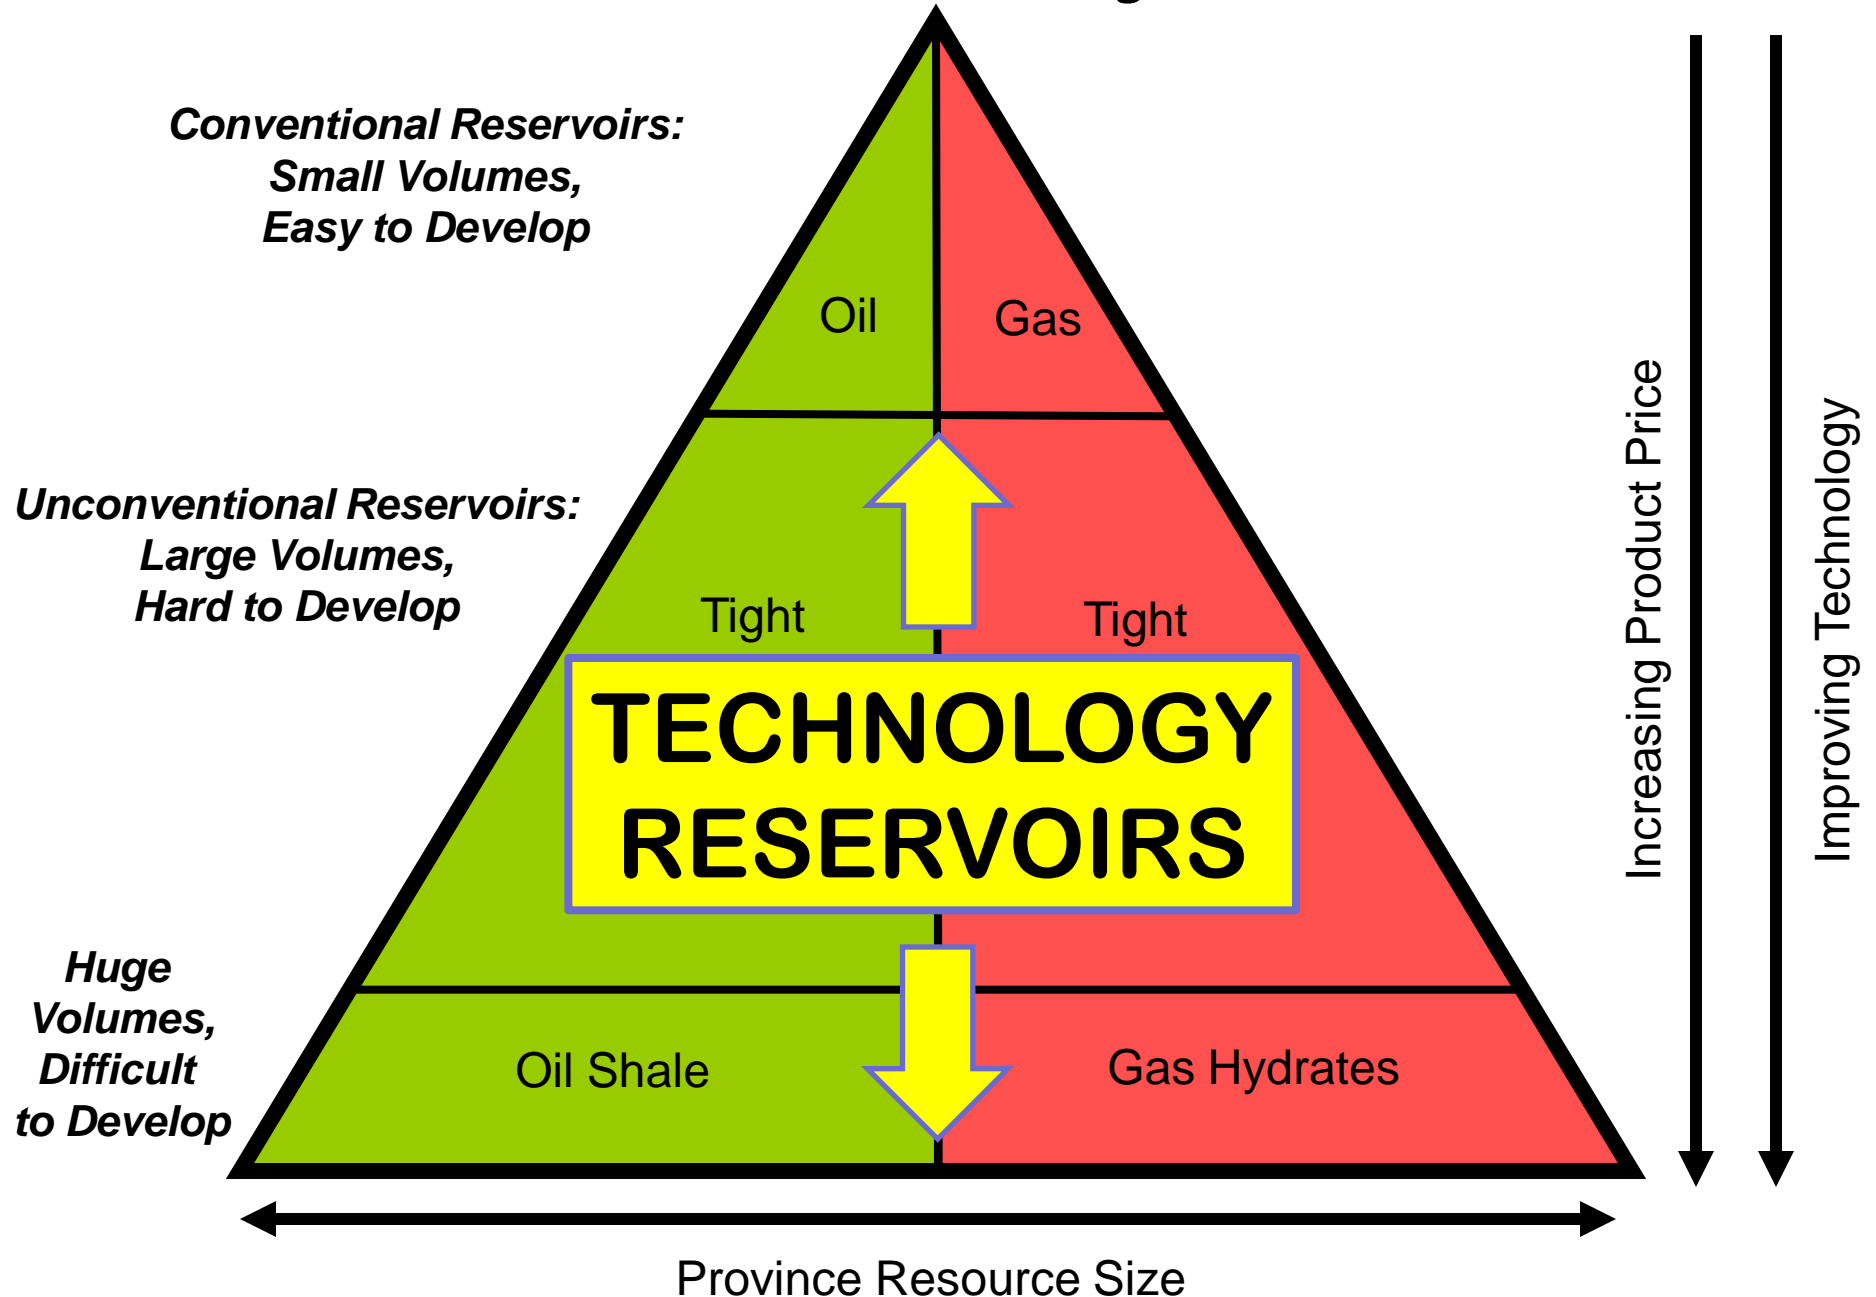 Conventional Reservoirs:
Small Volumes,
Easy to Develop
Oil
Gas
Unconventional Reservoirs:
Large Volumes,
Hard to Develop
Tight
Tight
TECHNOLOGY
RESERVOIRS
Huge
Volumes,
Difficult
to Develop
Oil Shale
Gas Hydrates
Increasing Product Price
Improving Technology
Province Resource Size